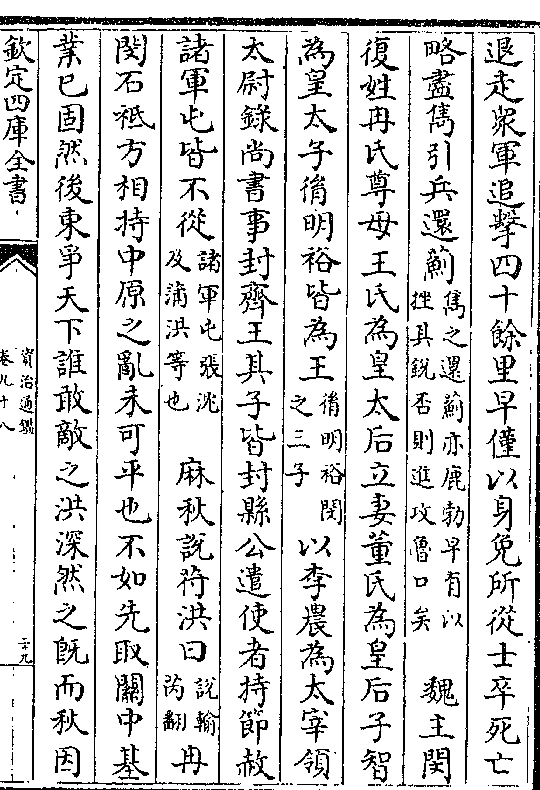 退走衆軍追擊四十餘里早僅以身免所從士卒死亡
略盡雋引兵還薊雋之還薊亦鹿勃早有以挫其銳否則進攻魯口矣 魏主閔
復姓冉氏尊母王氏為皇太后立妻董氏為皇后子智
為皇太子𦙍明裕皆為王𦙍明裕閔之三子以李農為太宰領
太尉錄尚書事封齊王其子皆封縣公遣使者持節赦
諸軍屯皆不從諸軍屯張沈及蒲洪等也 麻秋說苻洪曰說輸芮翻冉
閔石祗方相持中原之亂未可平也不如先取關中基
業已固然後東爭天下誰敢敵之洪深然之既而秋因
欽定四庫全書
資治通鑑
卷九十八
二十九